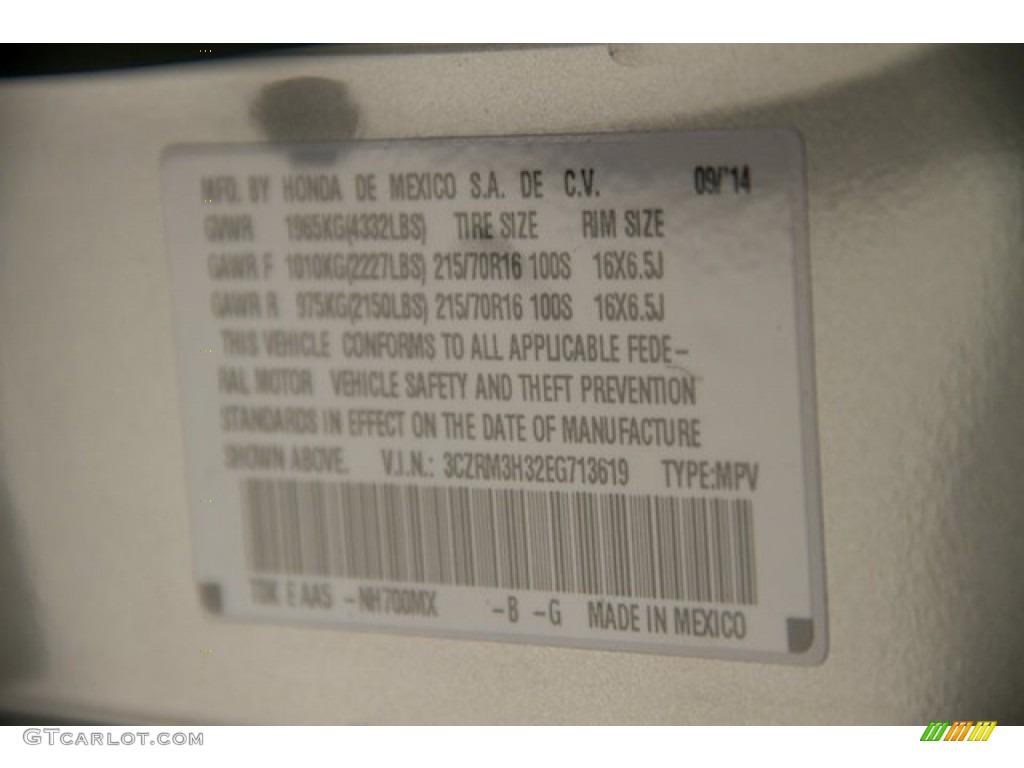 MFD. BY HONDA DE MEXICO S.A. DE C.V. 09/'14
GVWR 1965KG(4332LBS) TIRE SIZE RIM SIZE
GAWR F 1010KG(2227LBS) 215/70R16 100S 16X6.5J
GAWR R 975KG(2150LBS) 215/70R16 100S 16X6.5J
THIS VEHICLE CONFORMS TO ALL APPLICABLE FEDE-
RAL MOTOR VEHICLE SAFETY AND THEFT PREVENTION
STANDARDS IN EFFECT ON THE DATE OF MANUFACTURE
SHOWN ABOVE. V.I.N.: 3CZRM3H32EG713619 TYPE:MPV
E AA5 -NH700MX -B -G MADE IN MEXICO
GTCARLOT.COM